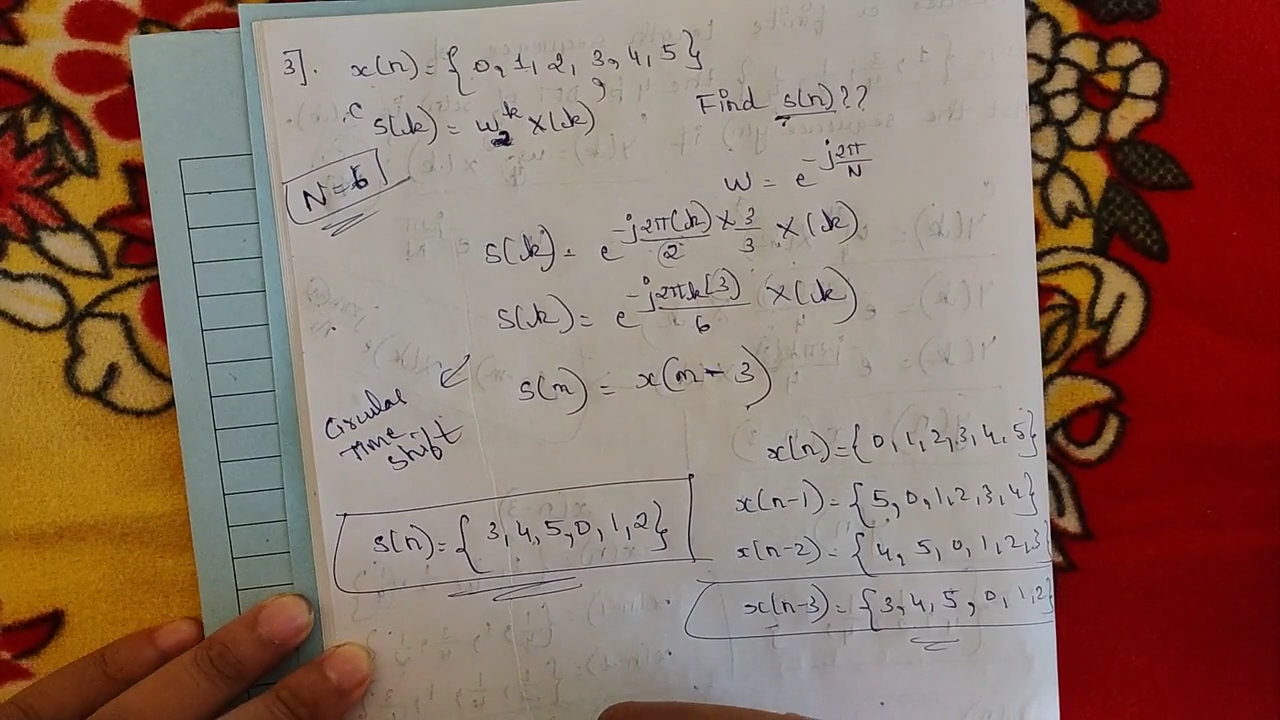 3]. x(n) = { 0, 1, 2, 3, 4, 5 }
S(k) = W₂ᵏ X(k) , Find s(n)??
N=6
W = e^(-j2π/N)
S(k) = e^(-j2π(k)/2 × 3/3) X(k)
S(k) = e^(-j2πk(3)/6) X(k)
s(n) = x(n - 3)
Circular
Time
shift
x(n) = {0, 1, 2, 3, 4, 5}
x(n-1) = {5, 0, 1, 2, 3, 4}
x(n-2) = {4, 5, 0, 1, 2, 3}
x(n-3) = {3, 4, 5, 0, 1, 2}
s(n) = { 3, 4, 5, 0, 1, 2 }